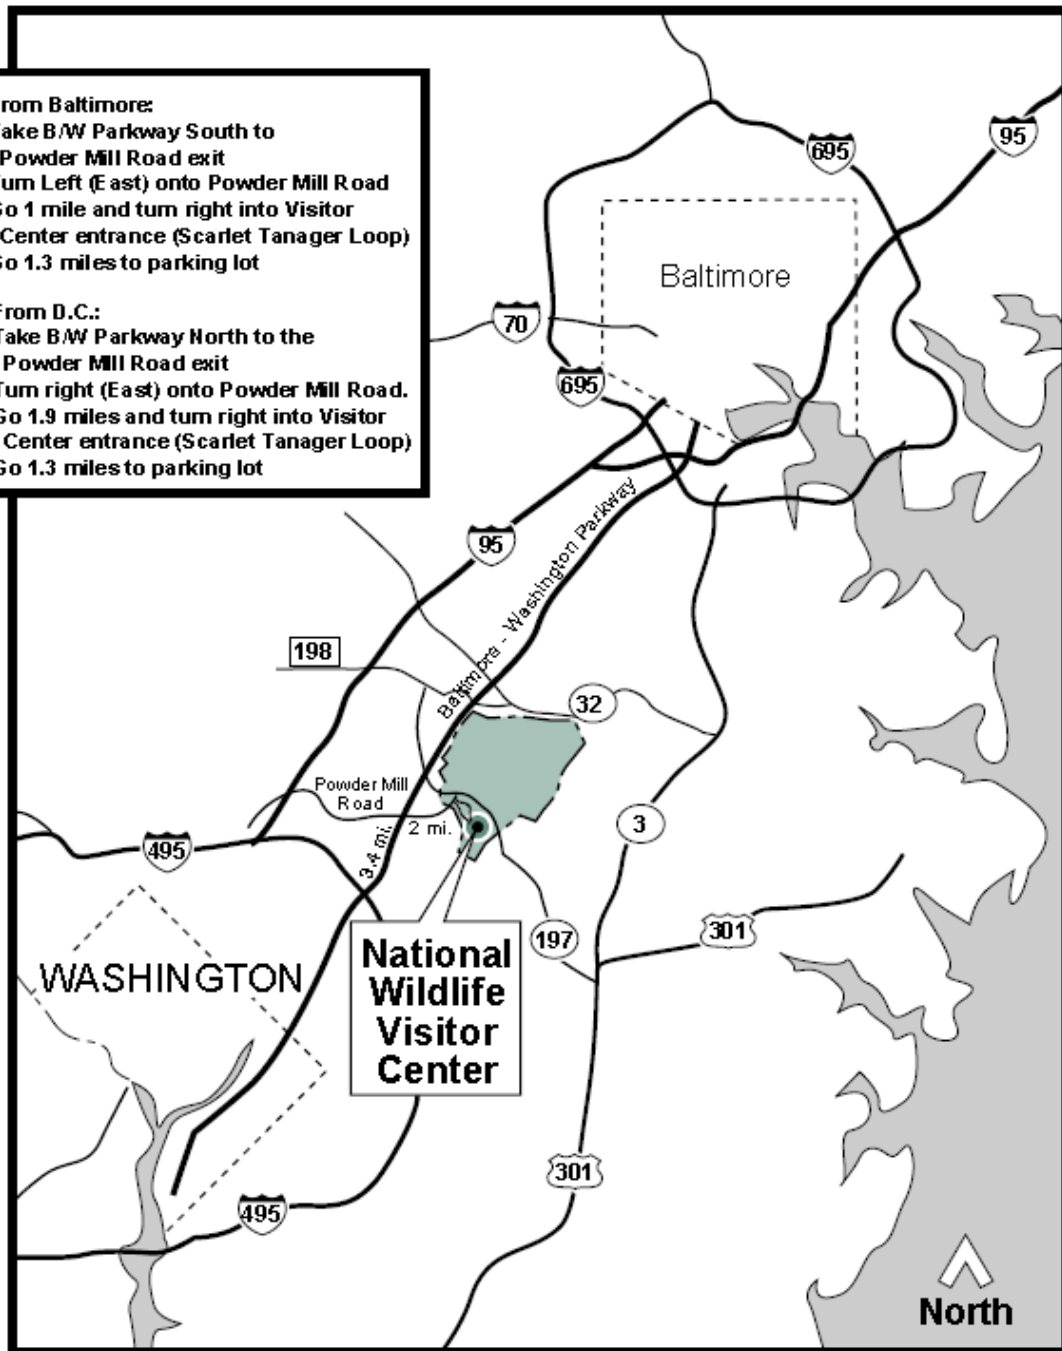 rom Baltimore:
ake B/W Parkway South to
Powder Mill Road exit
urn Left (East) onto Powder Mill Road
o 1 mile and turn right into Visitor
Center entrance (Scarlet Tanager Loop)
o 1.3 miles to parking lot
From D.C.:
Take B/W Parkway North to the
Powder Mill Road exit
Turn right (East) onto Powder Mill Road.
Go 1.9 miles and turn right into Visitor
Center entrance (Scarlet Tanager Loop)
Go 1.3 miles to parking lot
695
95
Baltimore
70
695
95
Baltimore - Washington Parkway
198
32
Powder Mill
Road
2 mi.
3.4 mi.
3
495
197
301
WASHINGTON
National
Wildlife
Visitor
Center
301
495
North